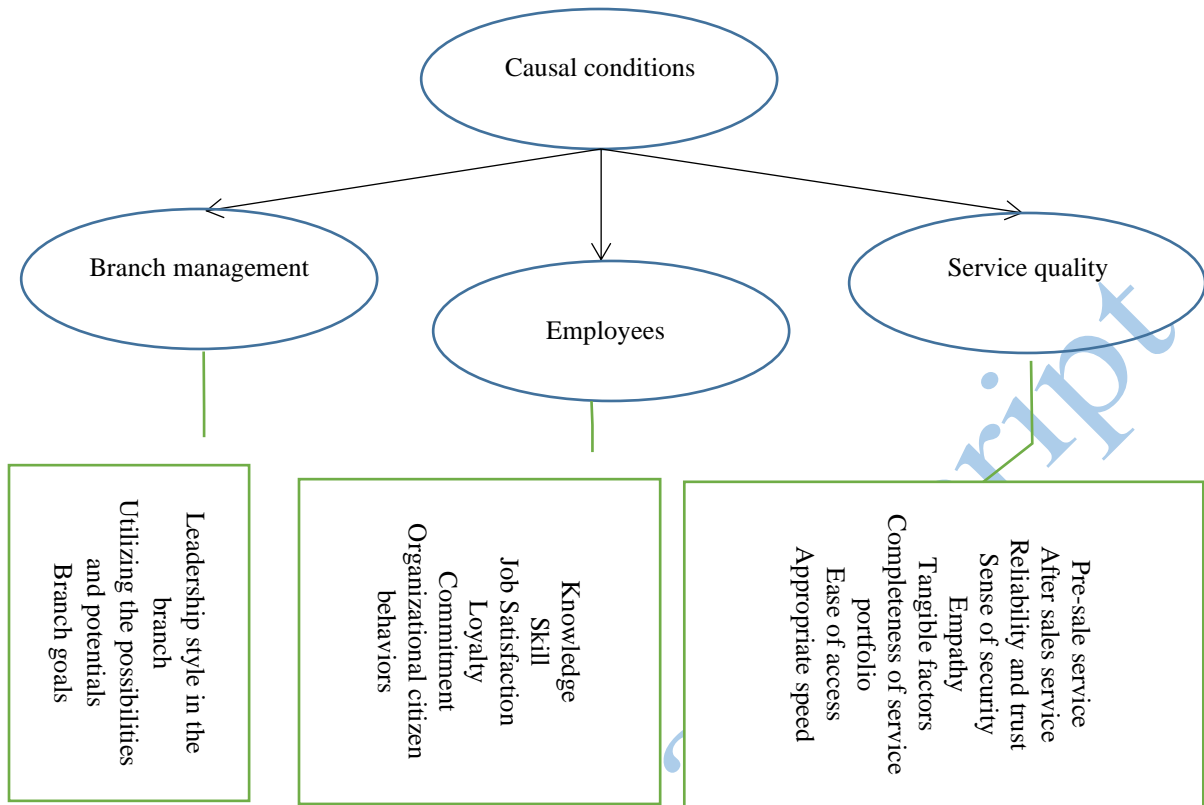 Causal conditions
Branch management
Employees
Service quality
Leadership style in the
branch
Utilizing the possibilities
and potentials
Branch goals
Knowledge
Skill
Job Satisfaction
Loyalty
Commitment
Organizational citizen
behaviors
Pre-sale service
After sales service
Reliability and trust
Sense of security
Empathy
Tangible factors
Completeness of service
portfolio
Ease of access
Appropriate speed